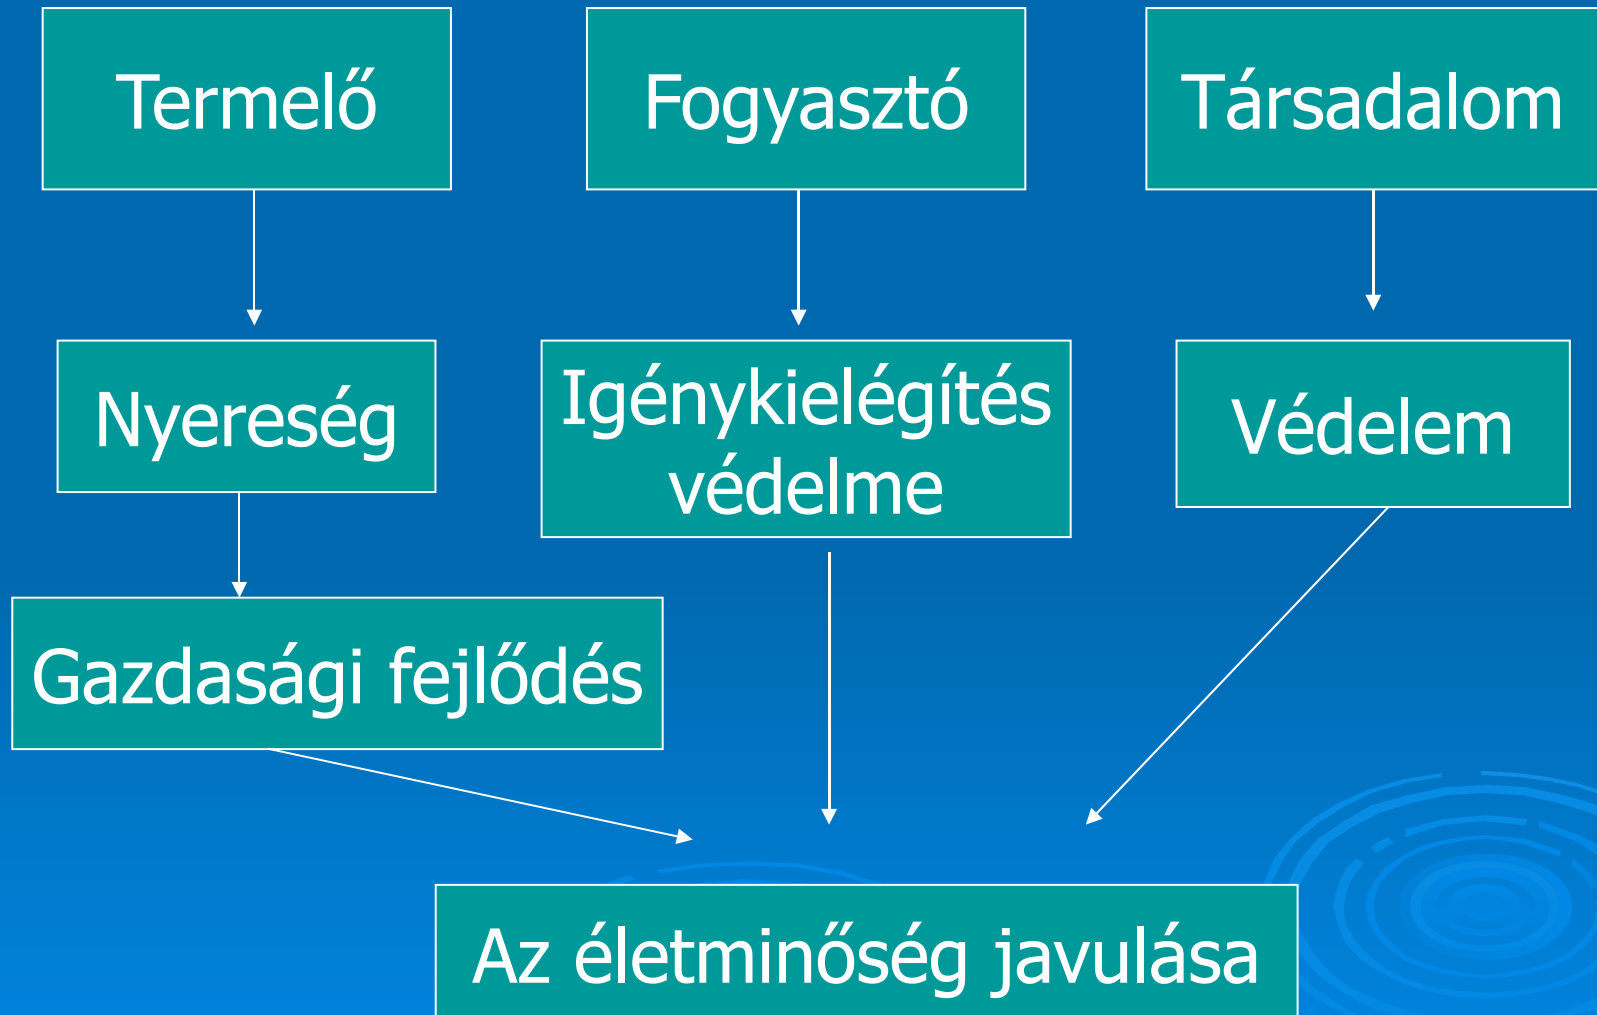 Termelő
Fogyasztó
Társadalom
Nyereség
Igénykielégítés
védelme
Védelem
Gazdasági fejlődés
Az életminőség javulása